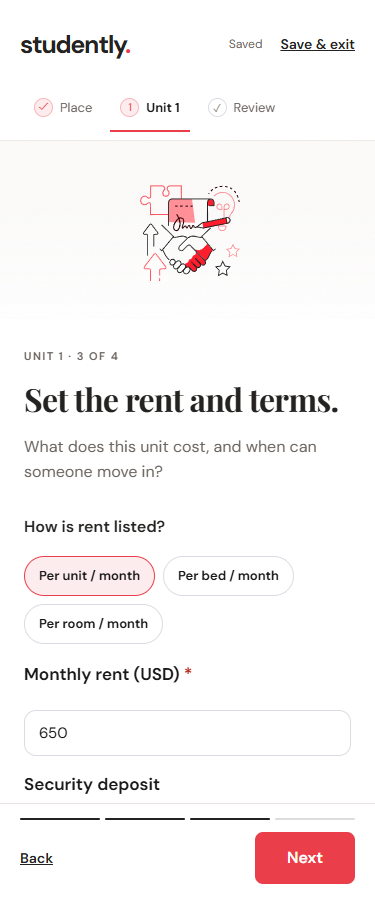 studently.
Saved
Save & exit
Place
1
Unit 1
Review
UNIT 1 · 3 OF 4
Set the rent and terms.
What does this unit cost, and when can
someone move in?
How is rent listed?
Per unit / month
Per bed / month
Per room / month
Monthly rent (USD) *
650
Security deposit
Back
Next